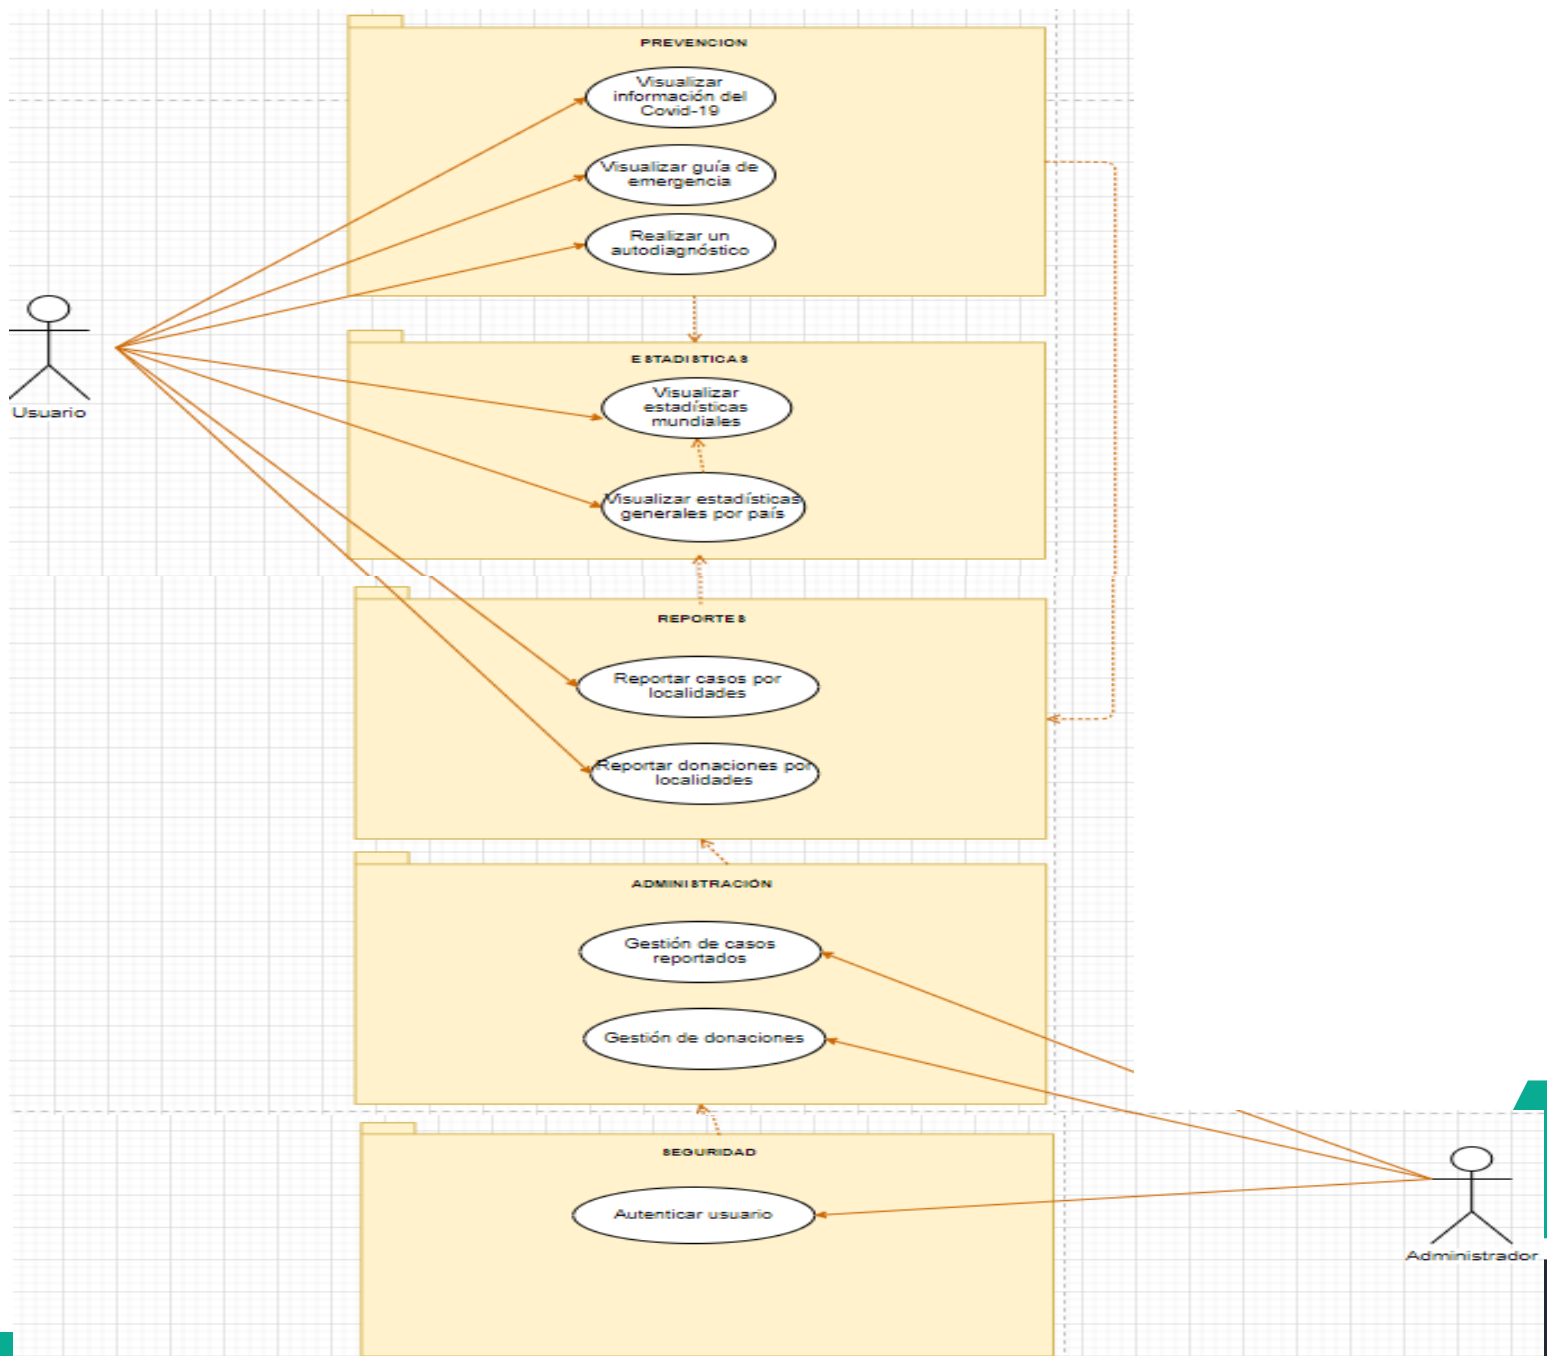 PREVENCION
Visualizar
información del
Covid-19
Visualizar guía de
emergencia
Realizar un
autodiagnóstico
Usuario
ESTADISTICAS
Visualizar
estadísticas
mundiales
Visualizar estadísticas
generales por país
REPORTES
Reportar casos por
localidades
Reportar donaciones por
localidades
ADMINISTRACIÓN
Gestión de casos
reportados
Gestión de donaciones
SEGURIDAD
Autenticar usuario
Administrador